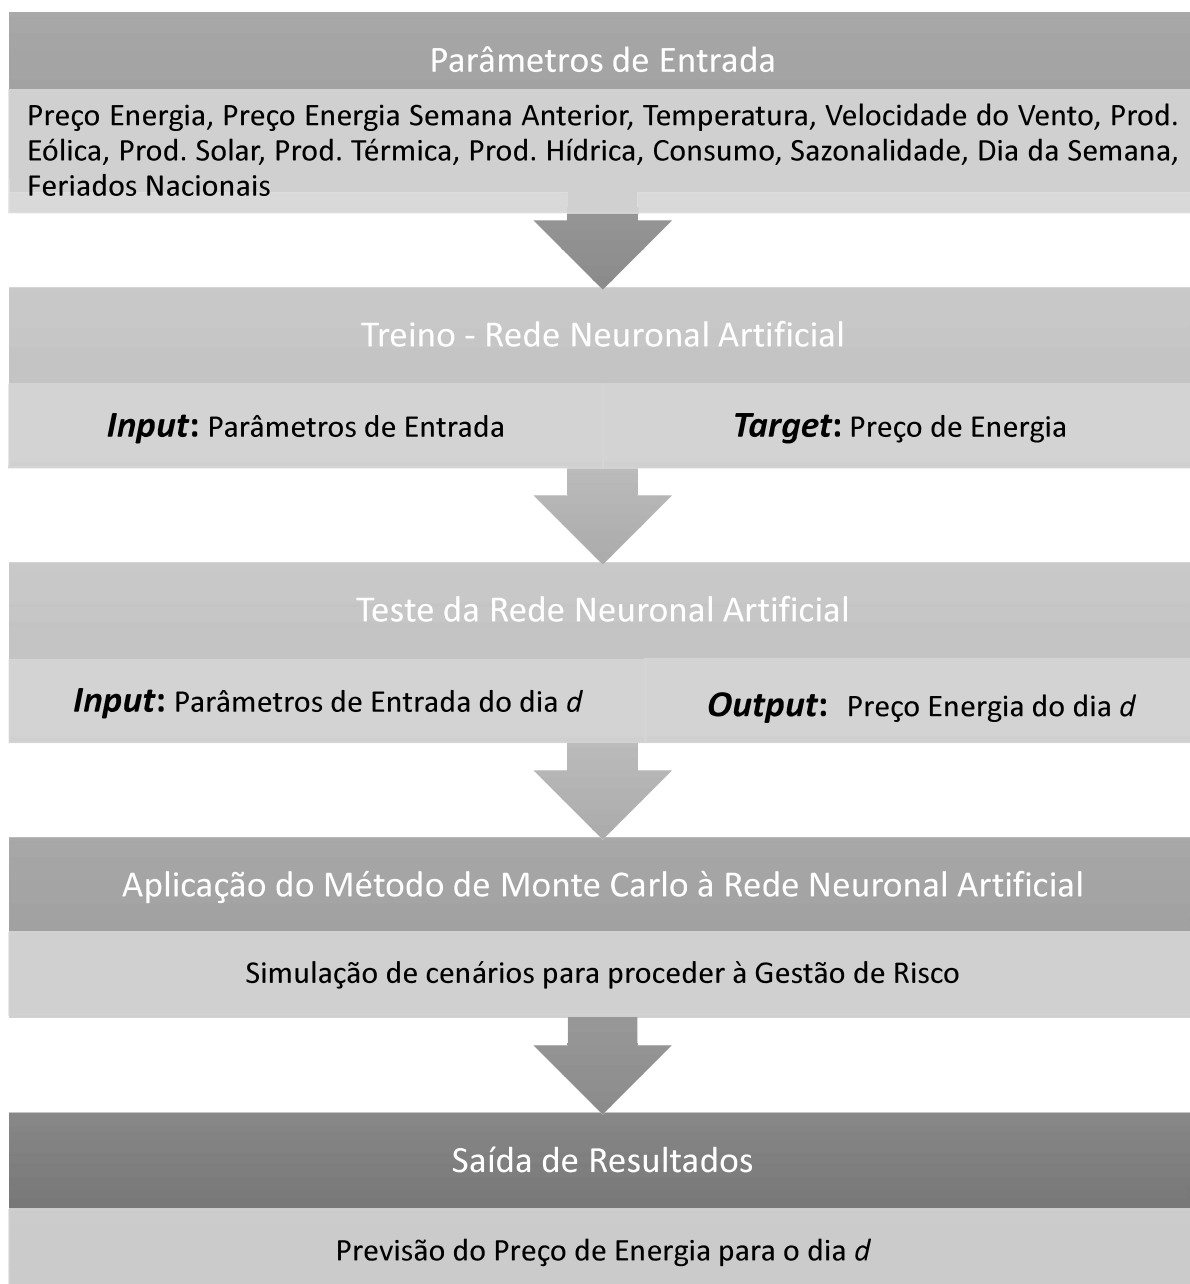 Parâmetros de Entrada
Preço Energia, Preço Energia Semana Anterior, Temperatura, Velocidade do Vento, Prod.
Eólica, Prod. Solar, Prod. Térmica, Prod. Hídrica, Consumo, Sazonalidade, Dia da Semana,
Feriados Nacionais
Treino - Rede Neuronal Artificial
Input: Parâmetros de Entrada
Target: Preço de Energia
Teste da Rede Neuronal Artificial
Input: Parâmetros de Entrada do dia d
Output: Preço Energia do dia d
Aplicação do Método de Monte Carlo à Rede Neuronal Artificial
Simulação de cenários para proceder à Gestão de Risco
Saída de Resultados
Previsão do Preço de Energia para o dia d